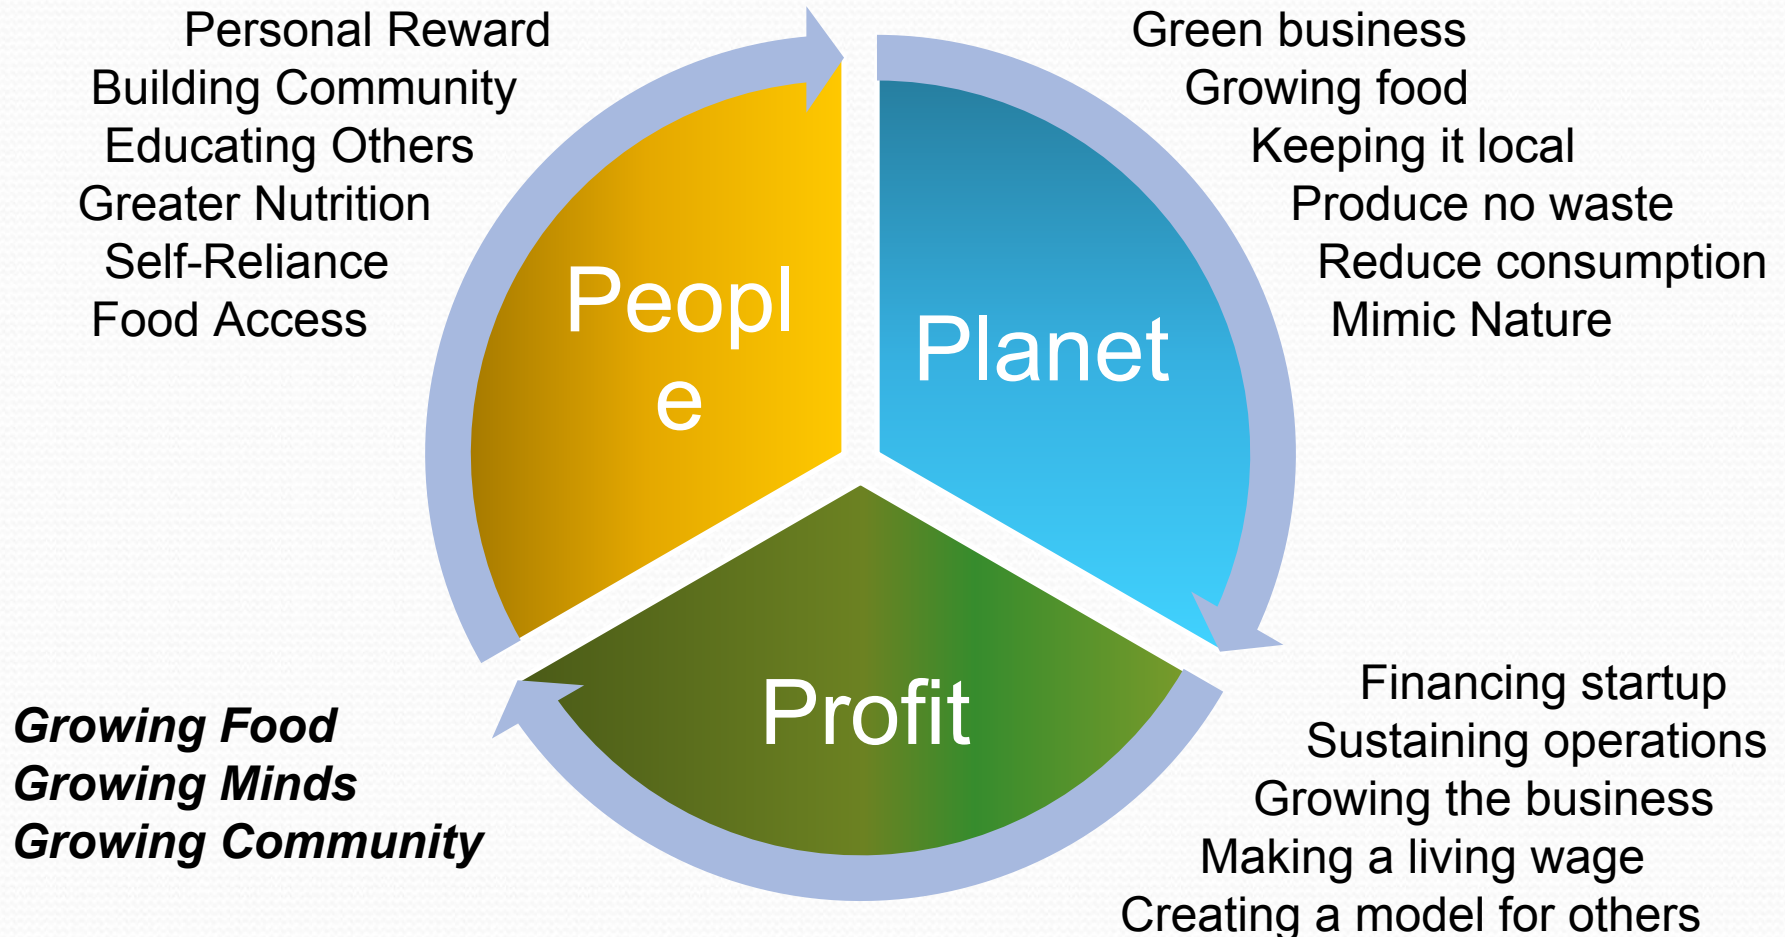 Personal Reward
Building Community
Educating Others
Greater Nutrition
Self-Reliance
Food Access
Green business
Growing food
Keeping it local
Produce no waste
Reduce consumption
Mimic Nature
Peopl
e
Planet
Profit
Growing Food
Growing Minds
Growing Community
Financing startup
Sustaining operations
Growing the business
Making a living wage
Creating a model for others